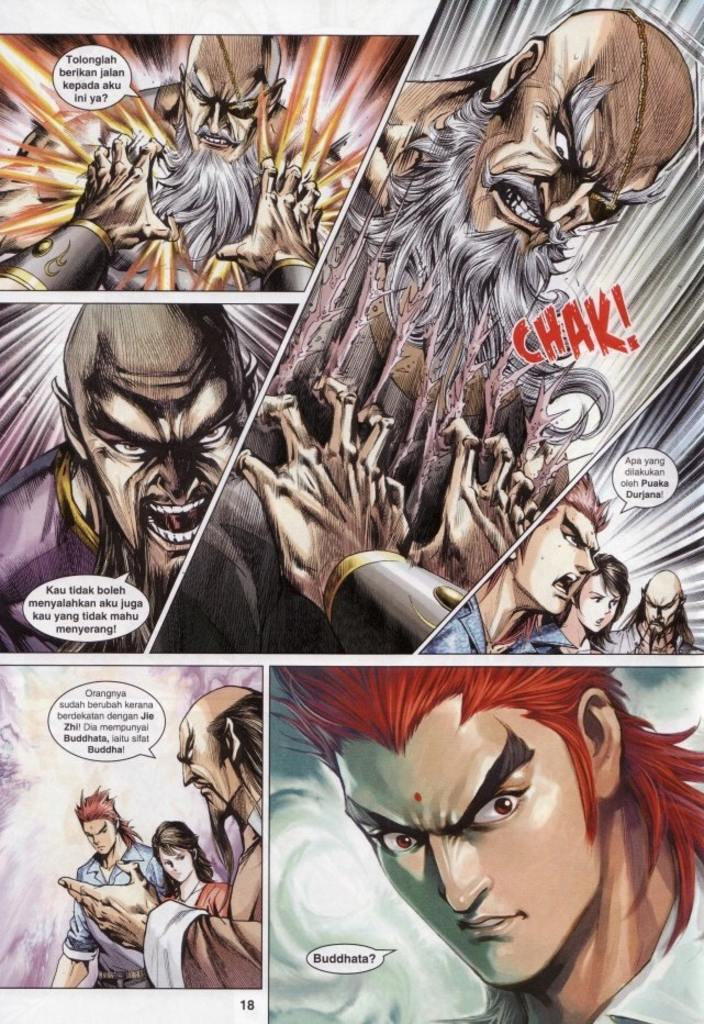 Tolonglah
berikan jalan
kepada aku
ini ya?
CHAK!
Kau tidak boleh
menyalahkan aku juga
kau yang tidak mahu
menyerang!
Apa yang
dilakukan
oleh Puaka
Durjana!
Orangnya
sudah berubah kerana
berdekatan dengan Jie
Zhi! Dia mempunyai
Buddhata, iaitu sifat
Buddha!
Buddhata?
18